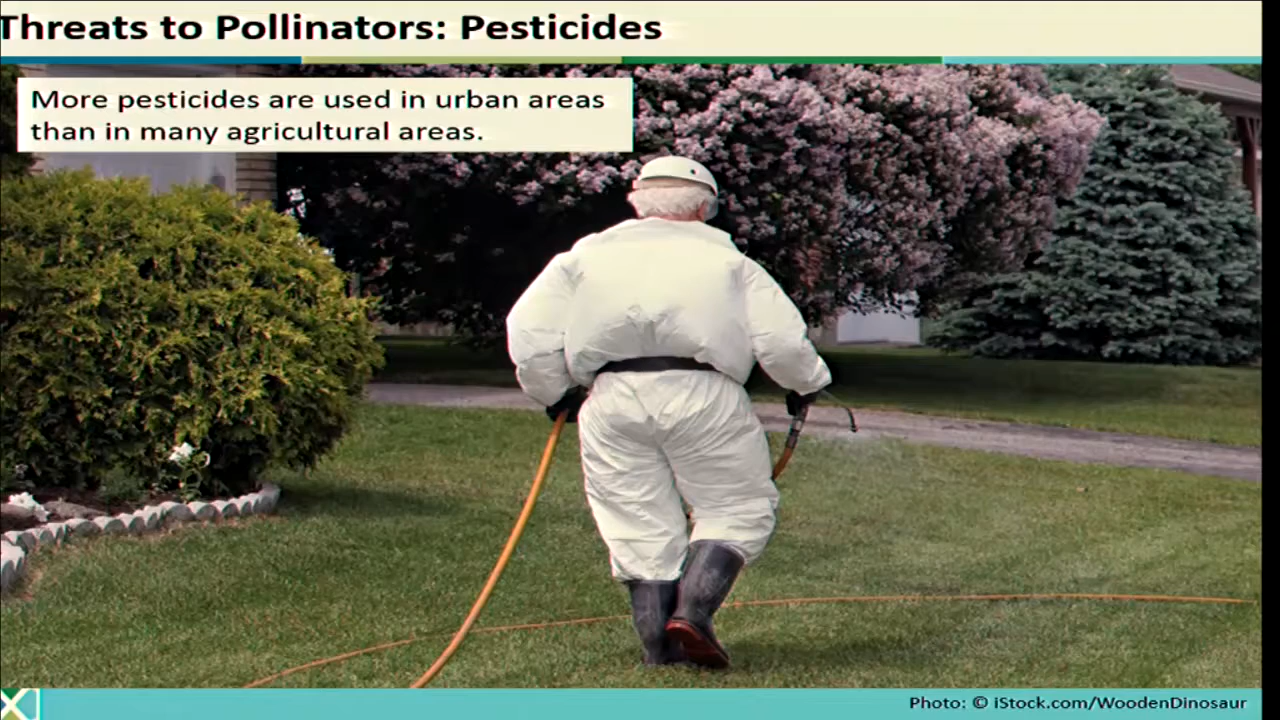 Threats to Pollinators: Pesticides
More pesticides are used in urban areas
than in many agricultural areas.
Photo: © iStock.com/WoodenDinosaur